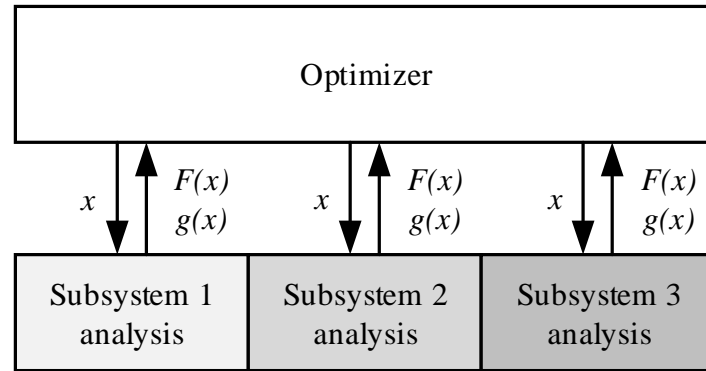 Optimizer
x
F(x)
g(x)
x
F(x)
g(x)
x
F(x)
g(x)
Subsystem 1
analysis
Subsystem 2
analysis
Subsystem 3
analysis